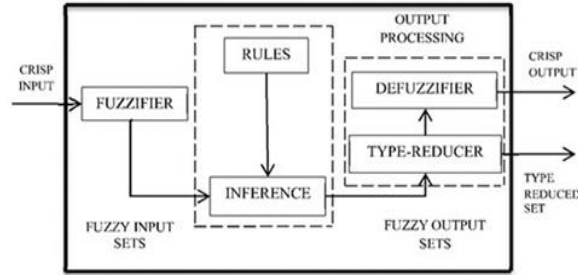 OUTPUT
PROCESSING
CRISP
INPUT
RULES
CRISP
OUTPUT
FUZZIFIER
DEFUZZIFIER
TYPE-REDUCER
INFERENCE
TYPE
REDUCED
SET
FUZZY INPUT
SETS
FUZZY OUTPUT
SETS